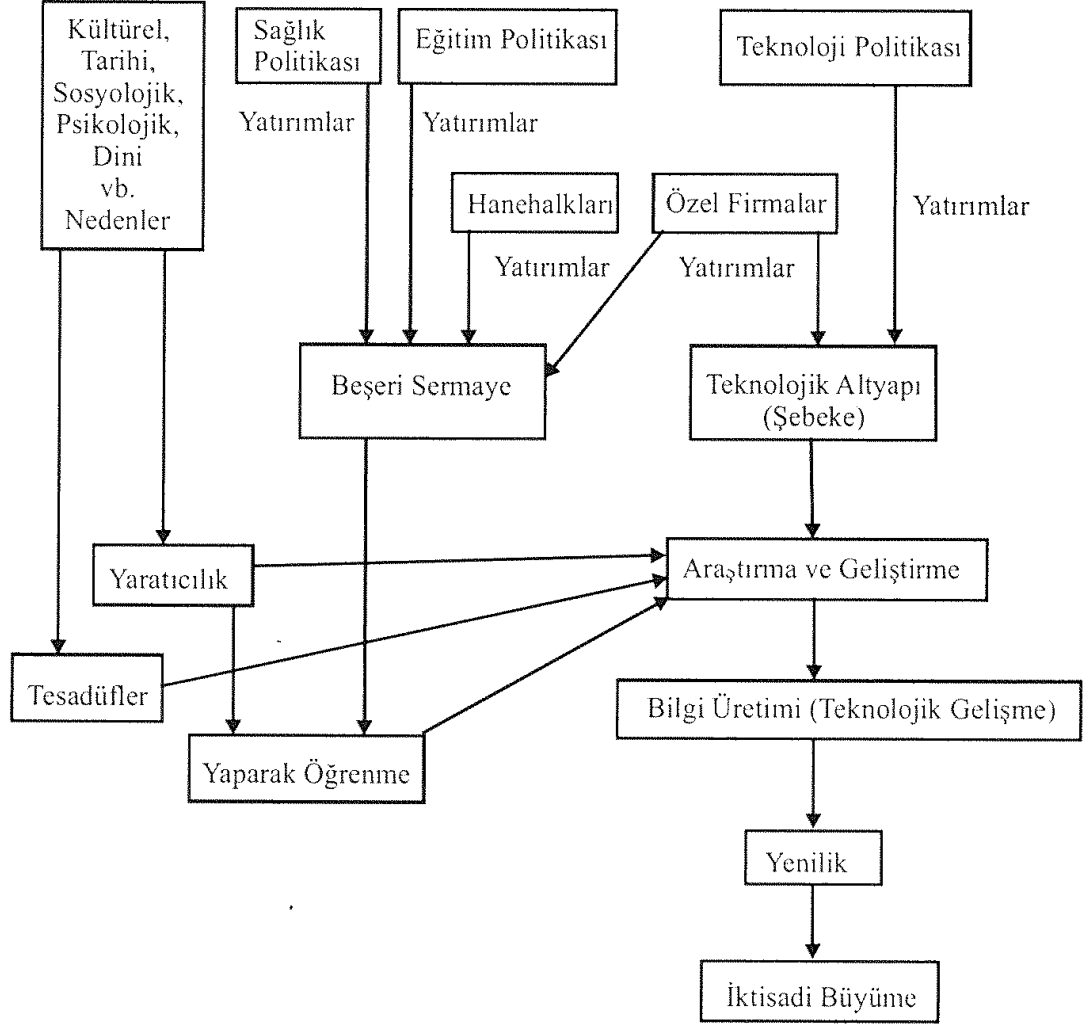 Kültürel,
Tarihi,
Sosyolojik,
Psikolojik,
Dini
vb.
Nedenler
Sağlık
Politikası
Eğitim Politikası
Teknoloji Politikası
Yatırımlar
Yatırımlar
Hanehalkları
Özel Firmalar
Yatırımlar
Yatırımlar
Yatırımlar
Beşeri Sermaye
Teknolojik Altyapı
(Şebeke)
Yaratıcılık
Araştırma ve Geliştirme
Tesadüfler
Bilgi Üretimi (Teknolojik Gelişme)
Yaparak Öğrenme
Yenilik
İktisadi Büyüme